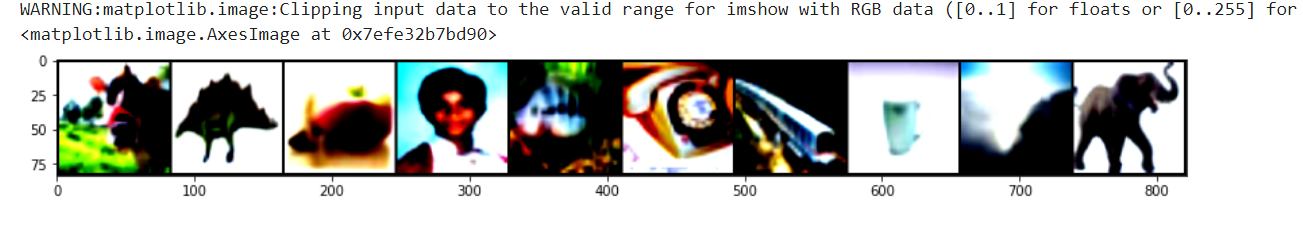 WARNING:matplotlib.image:Clipping input data to the valid range for imshow with RGB data ([0..1] for floats or [0..255] for
<matplotlib.image.AxesImage at 0x7efe32b7bd90>
0
25
50
75
0 100 200 300 400 500 600 700 800